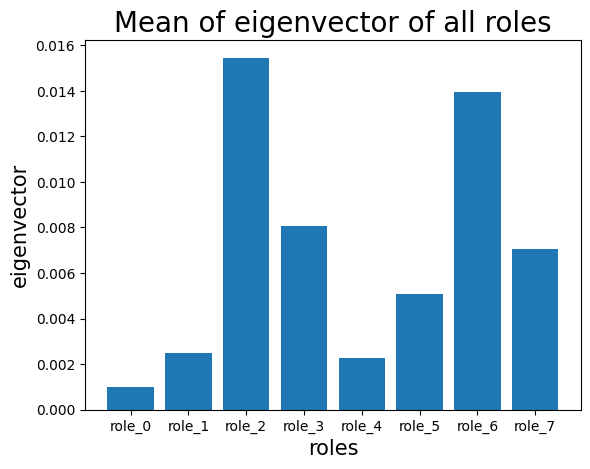 Mean of eigenvector of all roles
0.016
0.014
0.012
0.010
0.008
0.006
0.004
0.002
0.000
eigenvector
role_0 role_1 role_2 role_3 role_4 role_5 role_6 role_7
roles